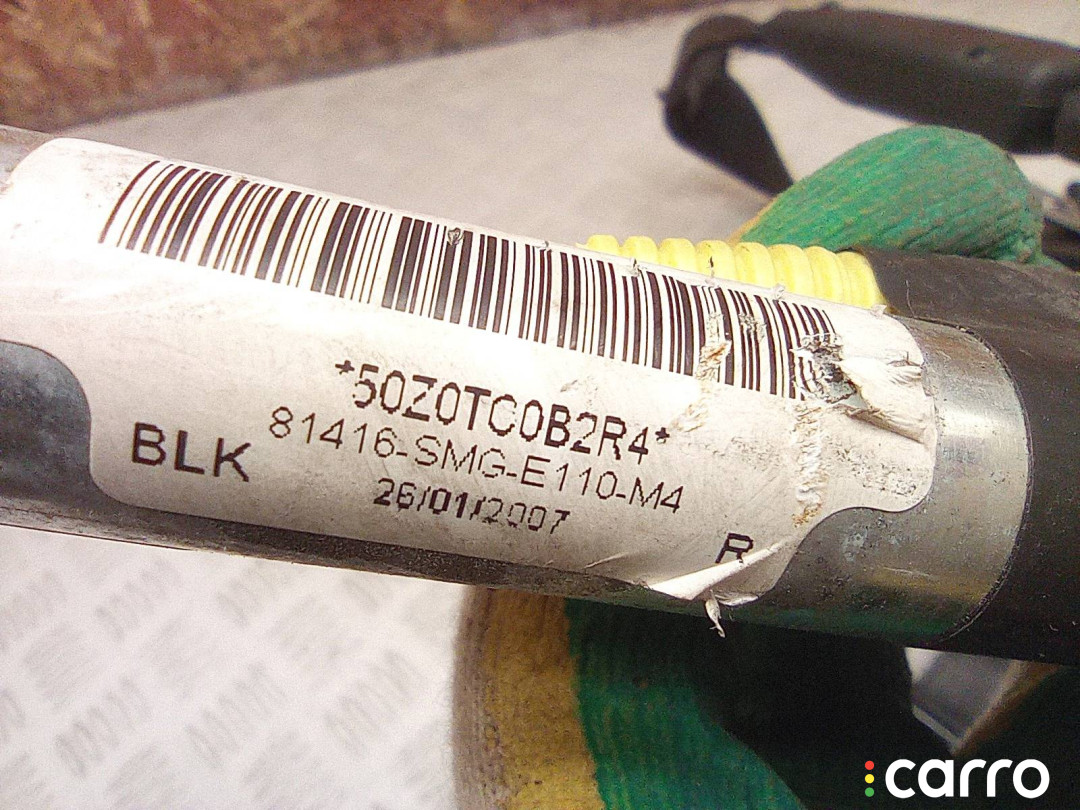 *50Z0TC0B2R4*
81416-SMG-E110-M4
BLK
26/01/2007
R
carro